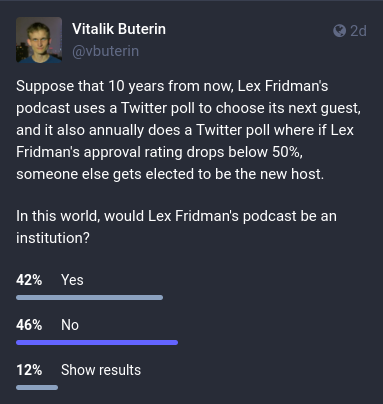 Vitalik Buterin
2d
@vbuterin
Suppose that 10 years from now, Lex Fridman's
podcast uses a Twitter poll to choose its next guest,
and it also annually does a Twitter poll where if Lex
Fridman's approval rating drops below 50%,
someone else gets elected to be the new host.
In this world, would Lex Fridman's podcast be an
institution?
42% Yes
46% No
12% Show results